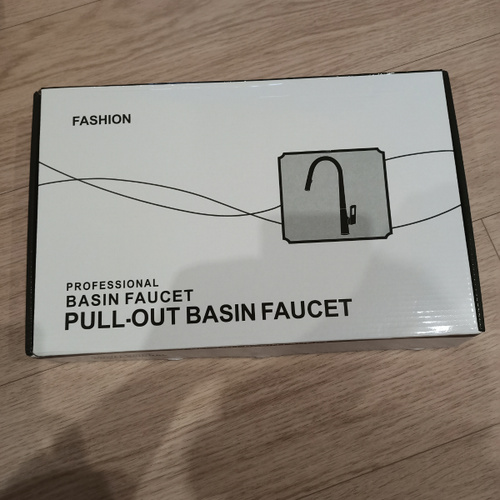 FASHION
PROFESSIONAL
BASIN FAUCET
PULL-OUT BASIN FAUCET